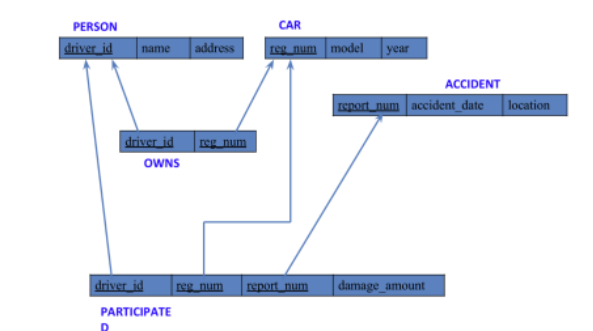 PERSON
CAR
driver_id name address
reg_num model year
ACCIDENT
report_num accident_date location
driver_id reg_num
OWNS
driver_id reg_num report_num damage_amount
PARTICIPATE
D